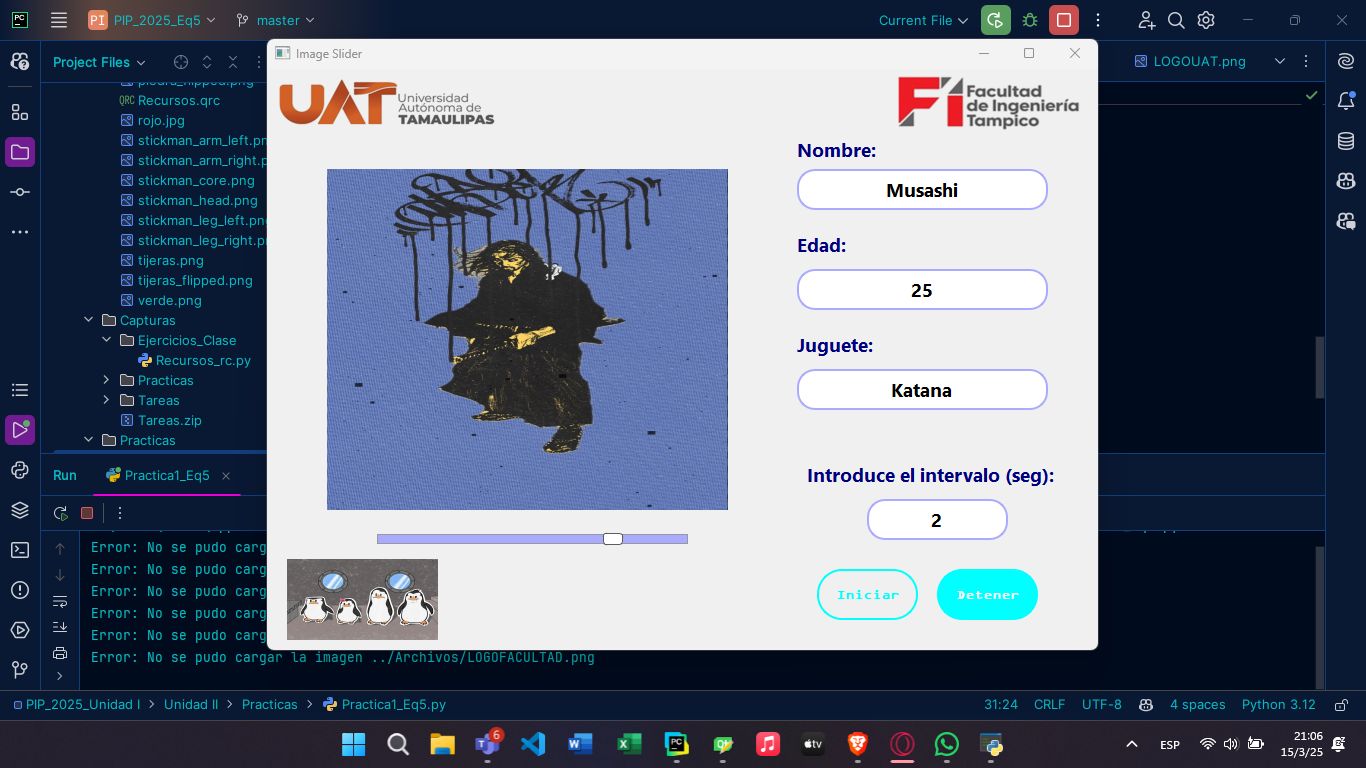 PC
PI PIP_2025_Eq5
master
Current File
Project Files
Image Slider
LOGOUAT.png
Recursos.qrc
QRC
rojo.jpg
stickman_arm_left.pn
stickman_arm_right.p
stickman_core.png
stickman_head.png
stickman_leg_left.pn
stickman_leg_right.pn
tijeras.png
tijeras_flipped.png
verde.png
Capturas
Ejercicios_Clase
Recursos_rc.py
Practicas
Tareas
Tareas.zip
Practicas
UAT
Universidad
Autónoma de
TAMAULIPAS
Fi
Facultad
de Ingeniería
Tampico
Nombre:
Musashi
Edad:
25
Juguete:
Katana
Introduce el intervalo (seg):
2
Iniciar
Detener
Run
Practica1_Eq5
Error: No se pudo carg
Error: No se pudo carg
Error: No se pudo carg
Error: No se pudo carg
Error: No se pudo carg
Error: No se pudo cargar la imagen ../Archivos/LOGOFACULTAD.png
PIP_2025_Unidad I > Unidad II > Practicas > Practica1_Eq5.py
31:24 CRLF UTF-8 4 spaces Python 3.12
6
PC
tv
ESP
21:06
15/3/25